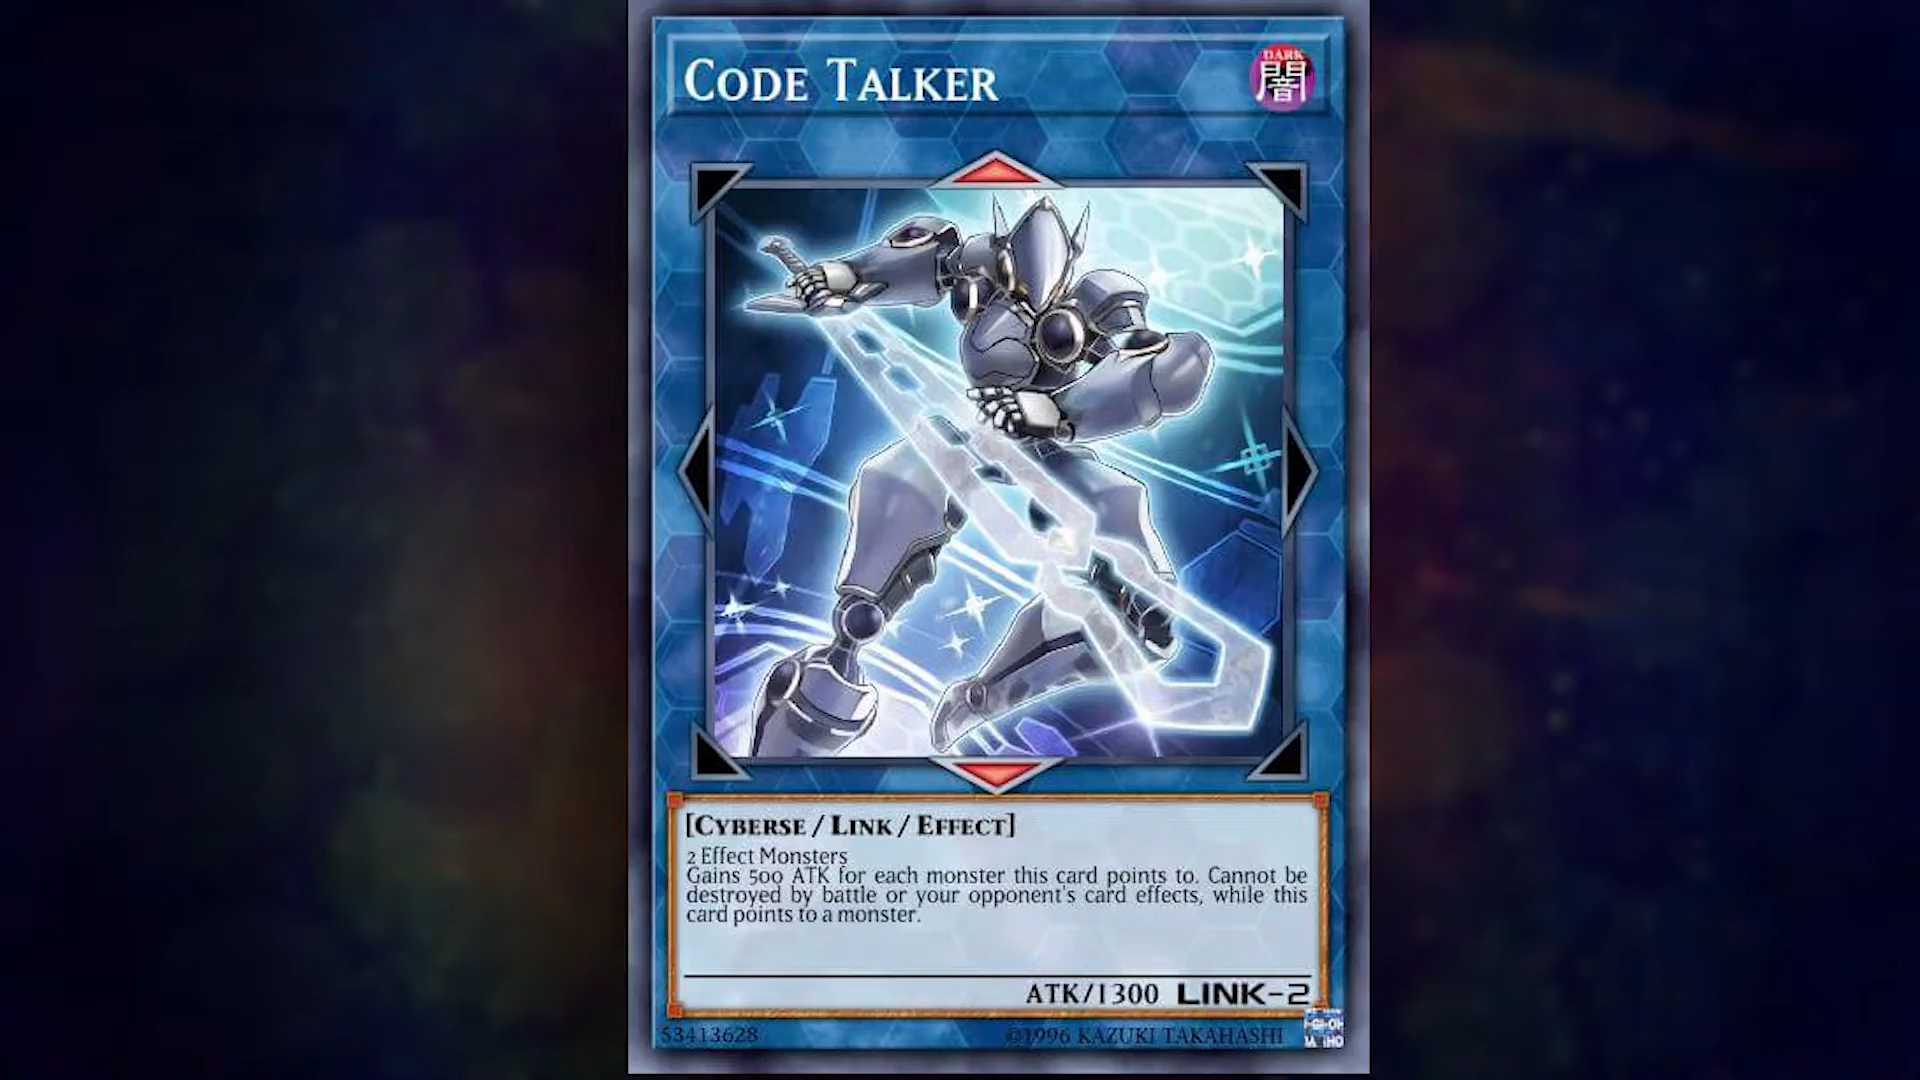 CODE TALKER
DARK
闇
[CYBERSE / LINK / EFFECT]
2 Effect Monsters
Gains 500 ATK for each monster this card points to. Cannot be
destroyed by battle or your opponent's card effects, while this
card points to a monster.
ATK/1300 LINK-2
53413628
©1996 KAZUKI TAKAHASHI